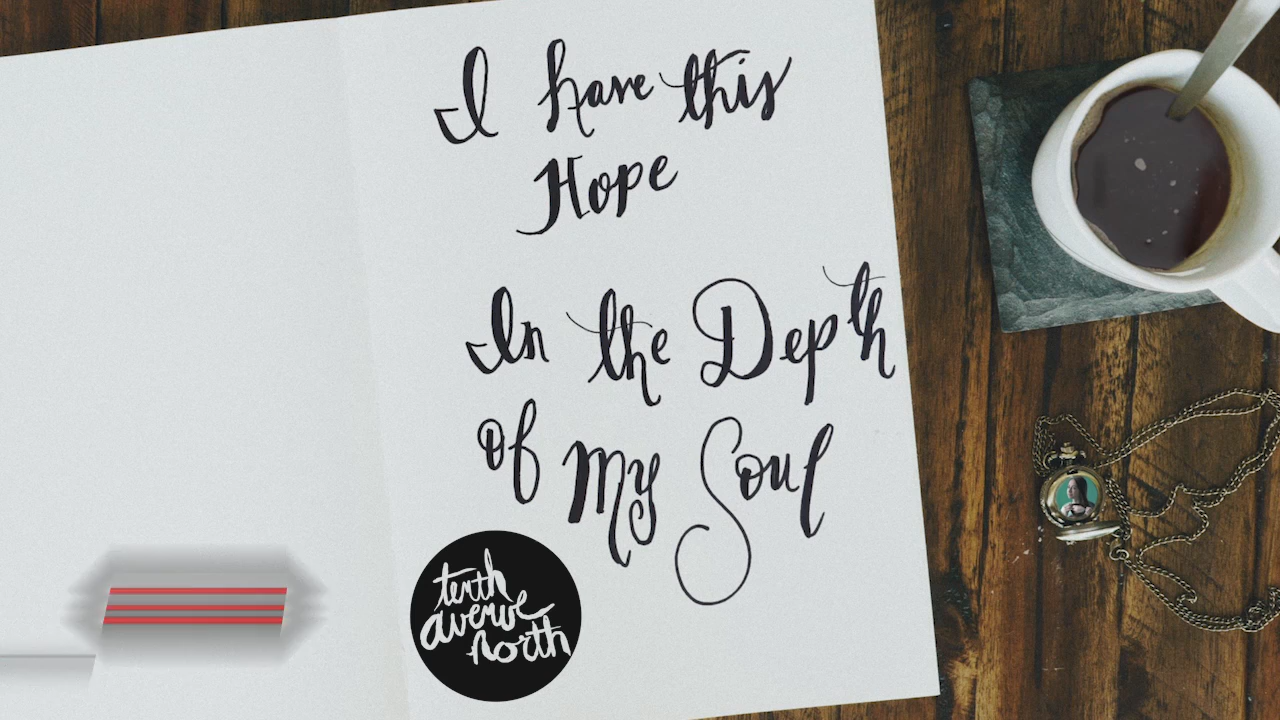 I have this
Hope
In the Depth
of My Soul
tenth
avenue
north